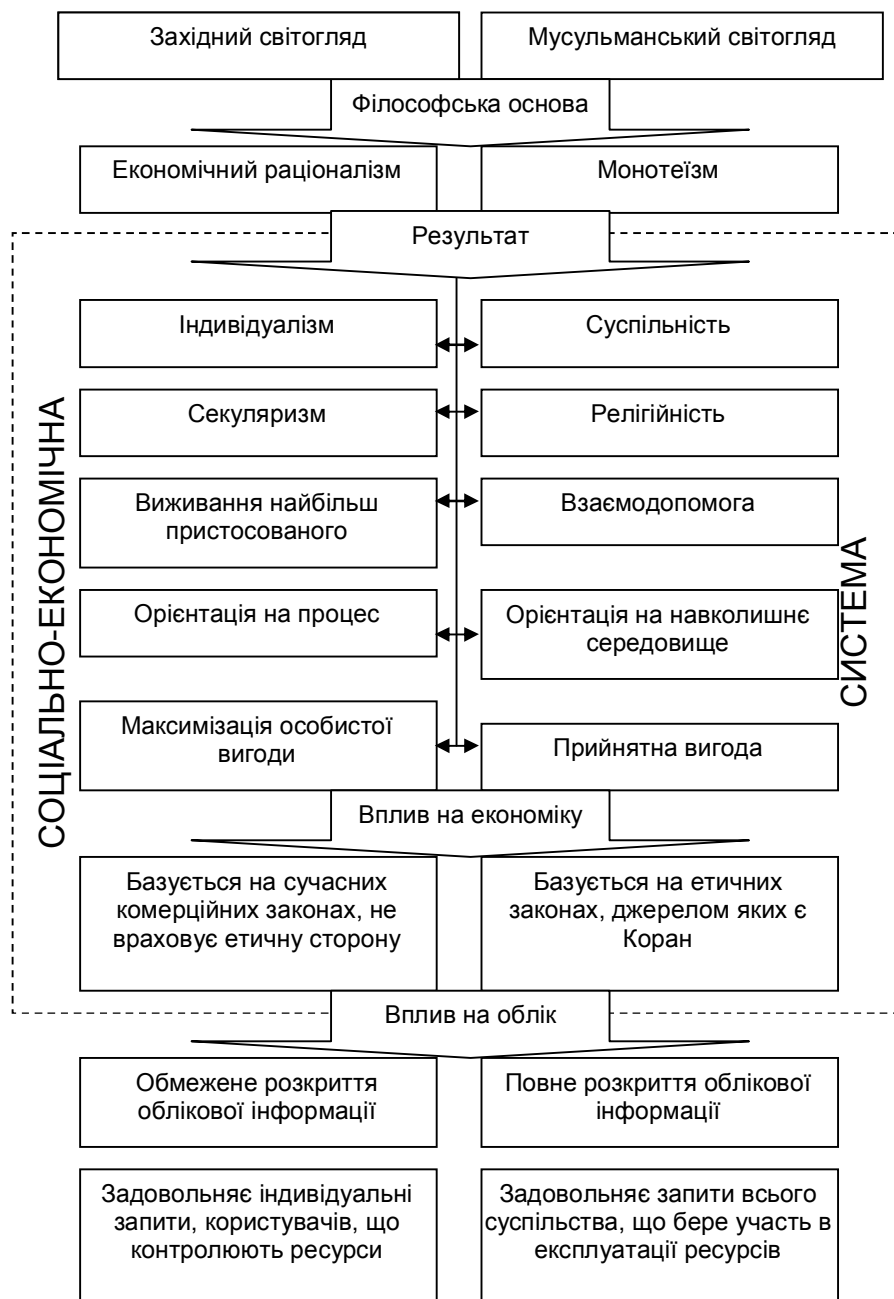 Західний світогляд
Мусульманський світогляд
Філософська основа
Економічний раціоналізм
Монотеїзм
Результат
СОЦІАЛЬНО-ЕКОНОМІЧНА
СИСТЕМА
Індивідуалізм
Суспільність
Секуляризм
Релігійність
Виживання найбільш
пристосованого
Взаємодопомога
Орієнтація на процес
Орієнтація на навколишнє
середовище
Максимізація особистої
вигоди
Прийнятна вигода
Вплив на економіку
Базується на сучасних
комерційних законах, не
враховує етичну сторону
Базується на етичних
законах, джерелом яких є
Коран
Вплив на облік
Обмежене розкриття
облікової інформації
Повне розкриття облікової
інформації
Задовольняє індивідуальні
запити, користувачів, що
контролюють ресурси
Задовольняє запити всього
суспільства, що бере участь в
експлуатації ресурсів